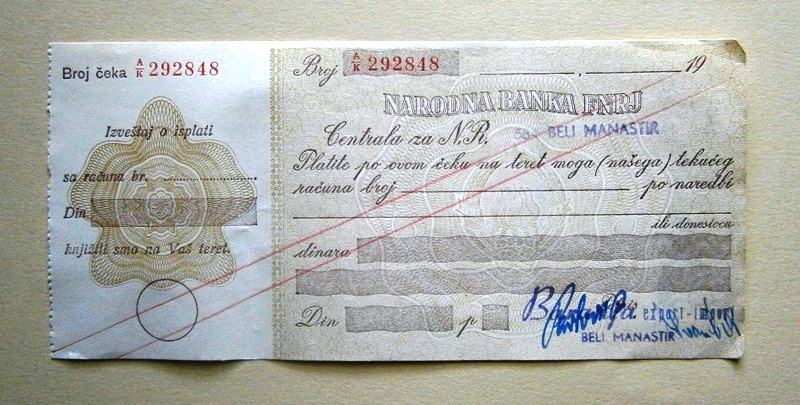 Broj čeka A/K 292848
Izveštaj o isplati
sa računa br.
Din
knjižili smo na Vaš teret.
Broj A/K 292848
19
NARODNA BANKA FNRJ
Centrala za N.R. BELI MANASTIR
Platite po ovom čeku na teret moga (našega) tekućeg
računa broj po naredbi
ili donosiocu
dinara
Din p
export-import
BELI MANASTIR